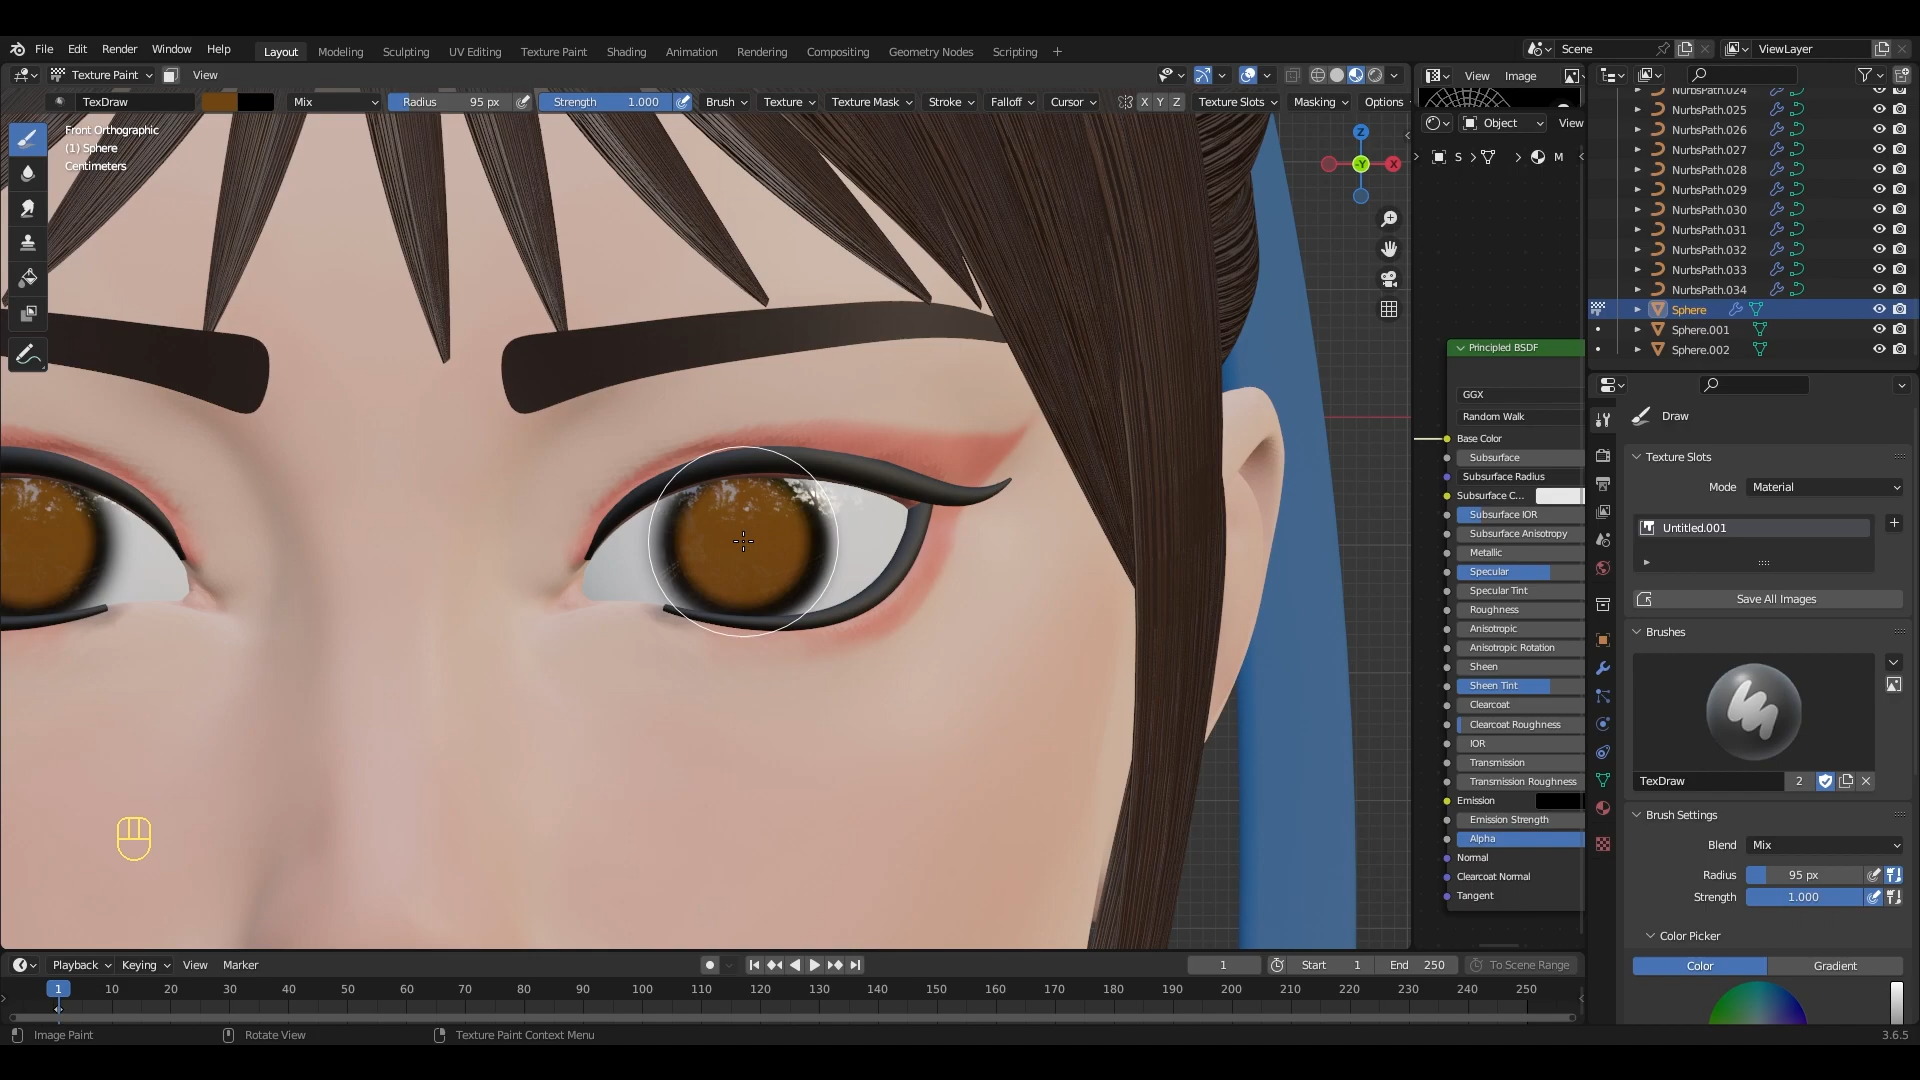 File Edit Render Window Help Layout Modeling Sculpting UV Editing Texture Paint Shading Animation Rendering Compositing Geometry Nodes Scripting + Scene ViewLayer
Texture Paint View View Image
TexDraw Mix Radius 95 px Strength 1.000 Brush Texture Texture Mask Stroke Falloff Cursor X Y Z Texture Slots Masking Options
Front Orthographic
(1) Sphere
Centimeters
Z
-Y
X
Object View
S M
NurbsPath.024
NurbsPath.025
NurbsPath.026
NurbsPath.027
NurbsPath.028
NurbsPath.029
NurbsPath.030
NurbsPath.031
NurbsPath.032
NurbsPath.033
NurbsPath.034
Sphere
Sphere.001
Sphere.002
Principled BSDF
GGX
Random Walk
Base Color
Subsurface
Subsurface Radius
Subsurface C...
Subsurface IOR
Subsurface Anisotropy
Metallic
Specular
Specular Tint
Roughness
Anisotropic
Anisotropic Rotation
Sheen
Sheen Tint
Clearcoat
Clearcoat Roughness
IOR
Transmission
Transmission Roughness
Emission
Emission Strength
Alpha
Normal
Clearcoat Normal
Tangent
Draw
Texture Slots
Mode Material
Untitled.001
Save All Images
Brushes
TexDraw 2
Brush Settings
Blend Mix
Radius 95 px
Strength 1.000
Color Picker
Color Gradient
Playback Keying View Marker 1 Start 1 End 250 To Scene Range
1 10 20 30 40 50 60 70 80 90 100 110 120 130 140 150 160 170 180 190 200 210 220 230 240 250
Image Paint Rotate View Texture Paint Context Menu 3.6.5